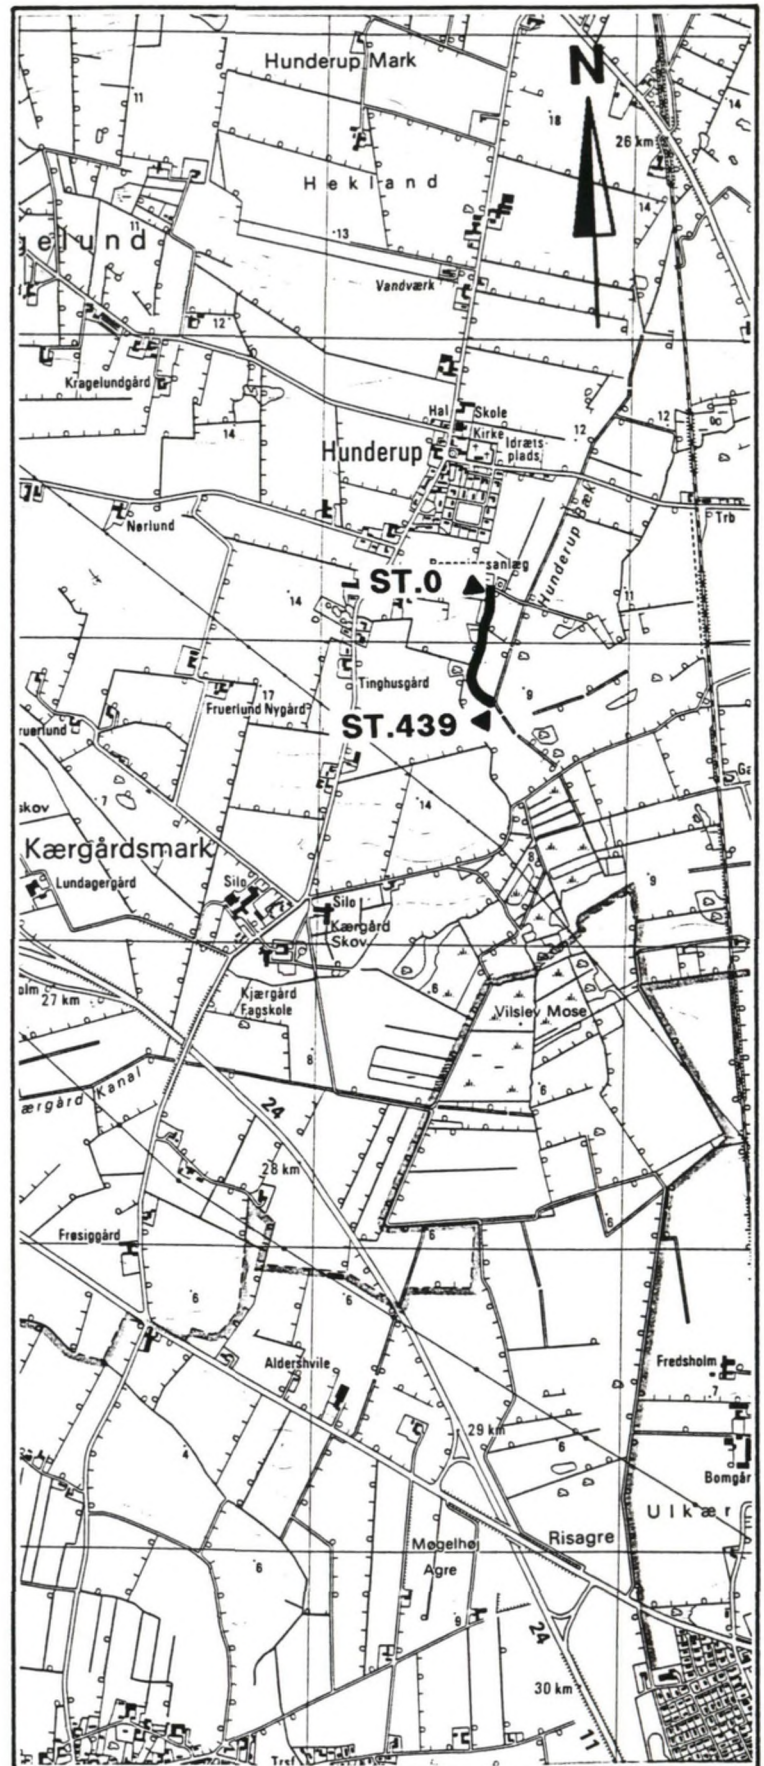 Hunderup Mark
N
11
18
14
26 km
Hekland
14
11
13
gelund
Vandværk
12
Kragelundgård
Hal
Skole
12
12
14
Kirke
Idræts-
plads
Hunderup
Nørlund
Trb
Hunderup Bæk
sanlæg
ST.0
14
11
Tinghusgård
17
Fruerlund Nygård
9
ruerlund
ST.439
7
14
skov
Kærgårdsmark
8
Lundagergård
Silo
9
Silo
Kærgård
Skov
olm
27 km
6
Kjærgård
Fagskole
Vilslev Mose
8
ærgård Kanal
6
24
28 km
6
Frøsiggård
6
6
6
Aldershvile
Fredsholm
7
29 km
4
6
Bomgår
Ulkær
Møgelhøj
Agre
Risagre
6
9
24
30 km
11
Trsf